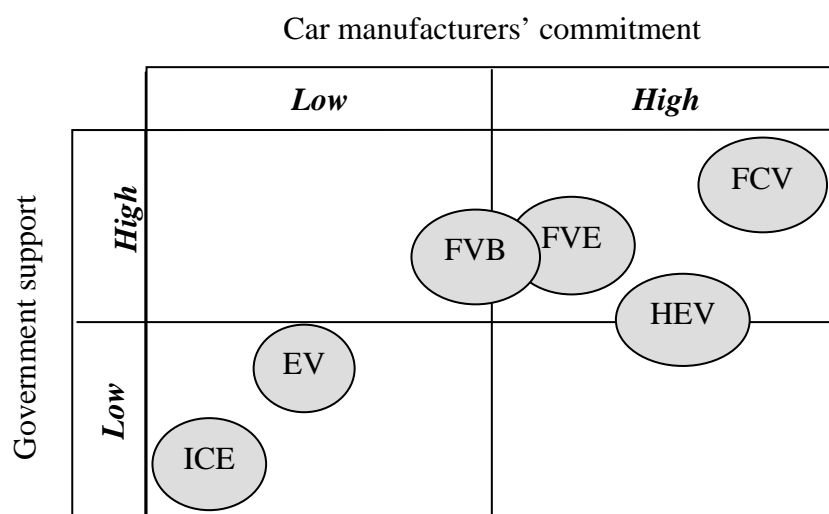 Car manufacturers’ commitment
Low
High
Government support
High
Low
FCV
FVB
FVE
HEV
EV
ICE